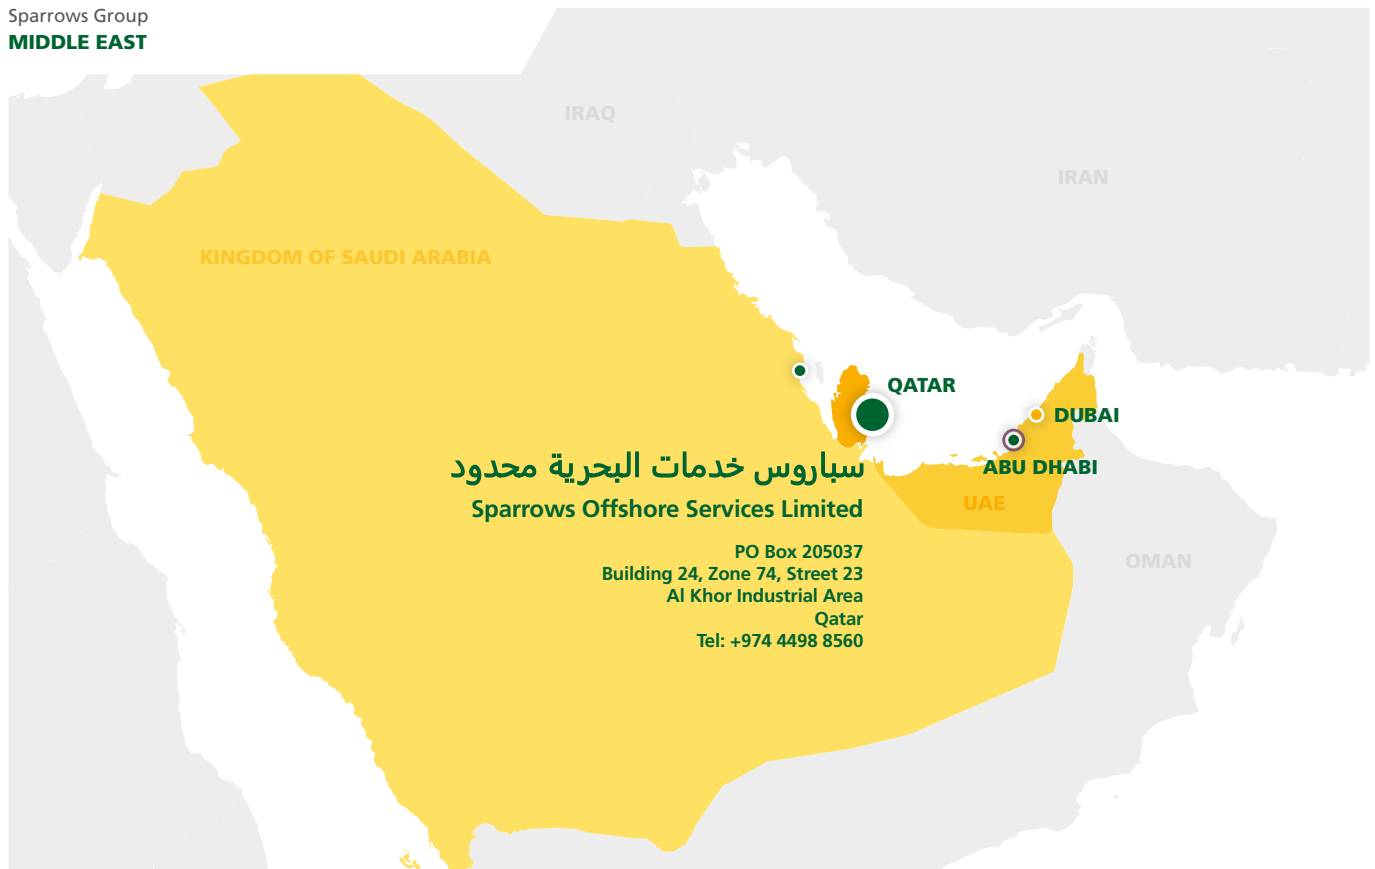 Sparrows Group
MIDDLE EAST
IRAQ
IRAN
KINGDOM OF SAUDI ARABIA
QATAR
DUBAI
ABU DHABI
UAE
OMAN
سباروس خدمات البحرية محدود
Sparrows Offshore Services Limited
PO Box 205037
Building 24, Zone 74, Street 23
Al Khor Industrial Area
Qatar
Tel: +974 4498 8560